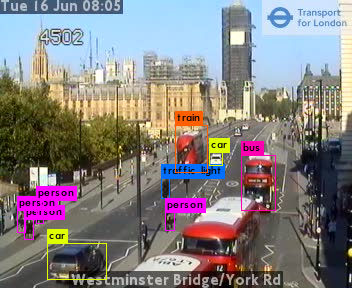 Tue 16 Jun 08:05
Transport
for London
4502
train
car
bus
traffic light
person
person
person
person
car
12
Westminster Bridge/York Rd